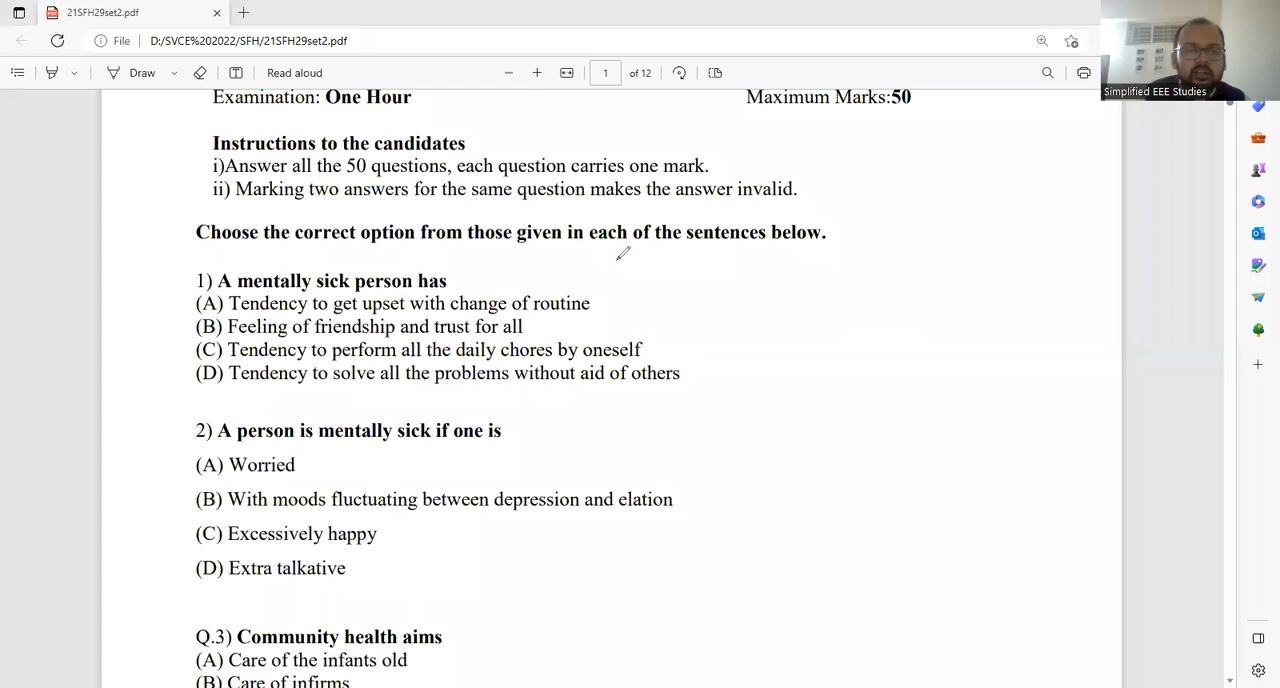 21SFH29set2.pdf
File D:/SVCE%202022/SFH/21SFH29set2.pdf
Draw Read aloud 1 of 12
Simplified EEE Studies
Examination: One Hour Maximum Marks:50
Instructions to the candidates
i)Answer all the 50 questions, each question carries one mark.
ii) Marking two answers for the same question makes the answer invalid.
Choose the correct option from those given in each of the sentences below.
1) A mentally sick person has
(A) Tendency to get upset with change of routine
(B) Feeling of friendship and trust for all
(C) Tendency to perform all the daily chores by oneself
(D) Tendency to solve all the problems without aid of others
2) A person is mentally sick if one is
(A) Worried
(B) With moods fluctuating between depression and elation
(C) Excessively happy
(D) Extra talkative
Q.3) Community health aims
(A) Care of the infants old
(B) Care of infirms